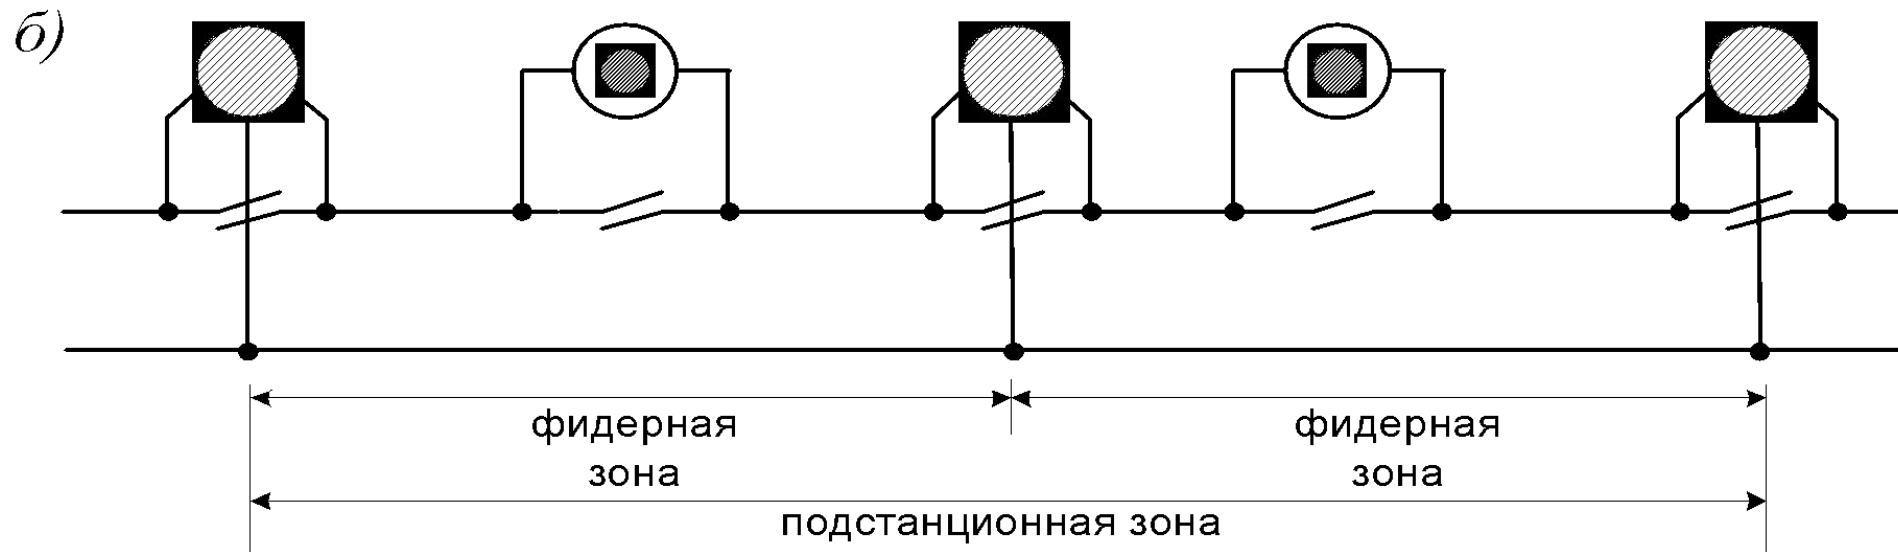 б)
фидерная
зона
фидерная
зона
подстанционная зона